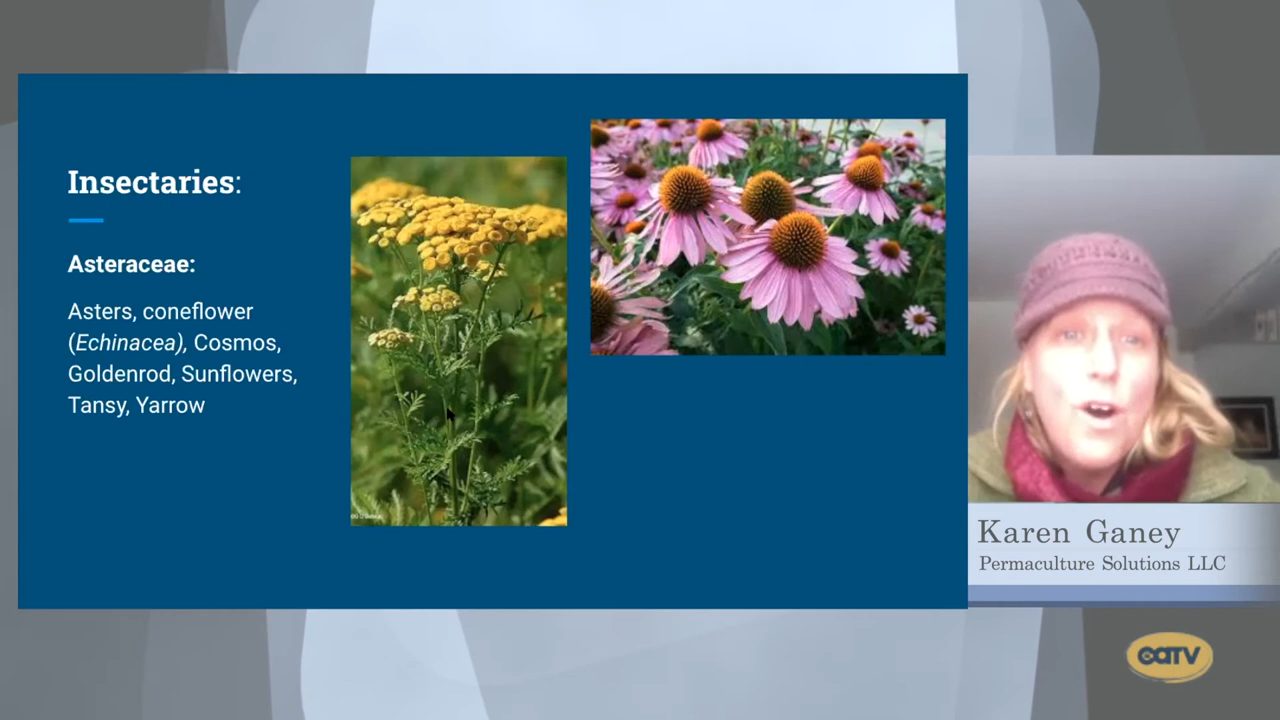 Insectaries:
Asteraceae:
Asters, coneflower
(Echinacea), Cosmos,
Goldenrod, Sunflowers,
Tansy, Yarrow
Karen Ganey
Permaculture Solutions LLC
CATV